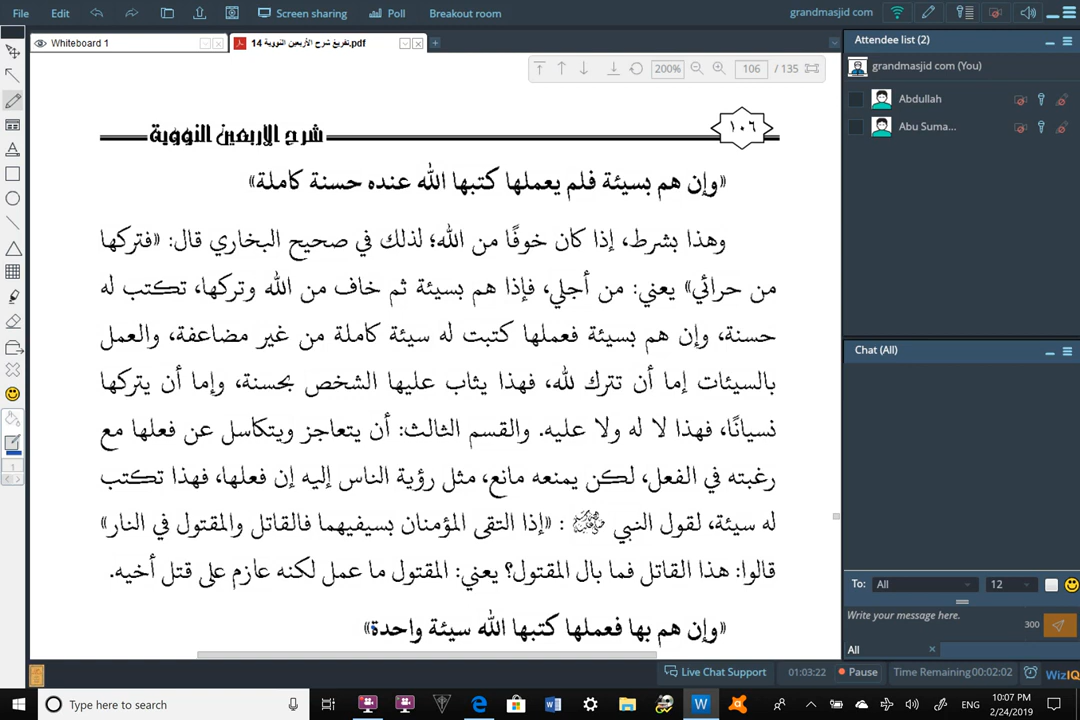 File
Edit
Screen sharing
Poll
Breakout room
grandmasjid com
Whiteboard 1
تفريغ شرح الأربعين النووية 14.pdf
200%
106
/ 135
Attendee list (2)
grandmasjid com (You)
Abdullah
Abu Suma...
شرح الأربعين النووية
١٠٦
«وإن هم بسيئة فلم يعملها كتبها الله عنده حسنة كاملة»
وهذا بشرط، إذا كان خوفًا من الله؛ لذلك في صحيح البخاري قال: «فتركها
من حرائي» يعني: من أجلي، فإذا هم بسيئة ثم خاف من الله وتركها، تكتب له
حسنة، وإن هم بسيئة فعملها كتبت له سيئة كاملة من غير مضاعفة، والعمل
بالسيئات إما أن تترك لله، فهذا يثاب عليها الشخص بحسنة، وإما أن يتركها
نسيانًا، فهذا لا له ولا عليه. والقسم الثالث: أن يتعاجز ويتكاسل عن فعلها مع
رغبته في الفعل، لكن يمنعه مانع، مثل رؤية الناس إليه إن فعلها، فهذا تكتب
له سيئة، لقول النبي ﷺ : «إذا التقى المؤمنان بسيفيهما فالقاتل والمقتول في النار»
قالوا: هذا القاتل فما بال المقتول؟ يعني: المقتول ما عمل لكنه عازم على قتل أخيه.
«وإن هم بها فعملها كتبها الله سيئة واحدة»
Chat (All)
To:
All
12
Write your message here.
300
All
Live Chat Support
01:03:22
Pause
Time Remaining00:02:02
WizIQ
1
Type here to search
ENG
10:07 PM
2/24/2019